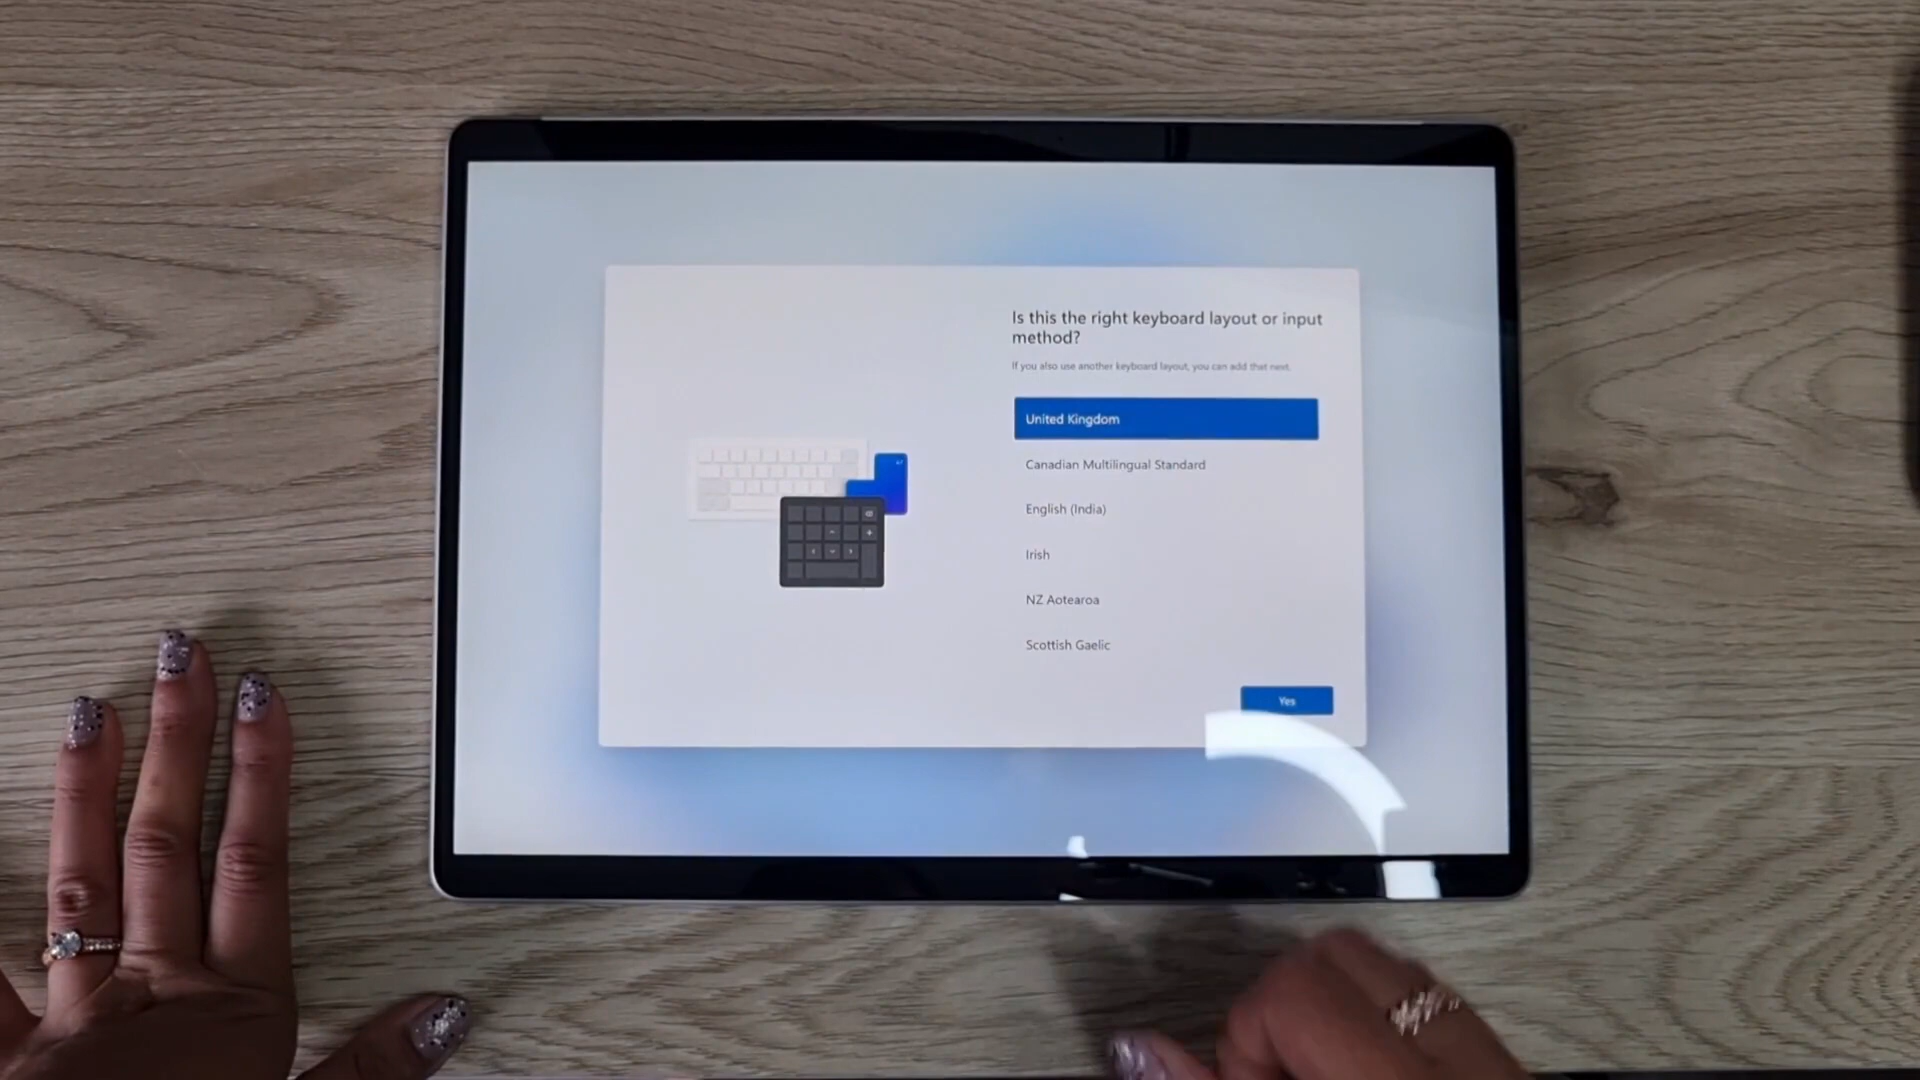 Is this the right keyboard layout or input
method?
If you also use another keyboard layout, you can add that next.
United Kingdom
Canadian Multilingual Standard
English (India)
Irish
NZ Aotearoa
Scottish Gaelic
Yes